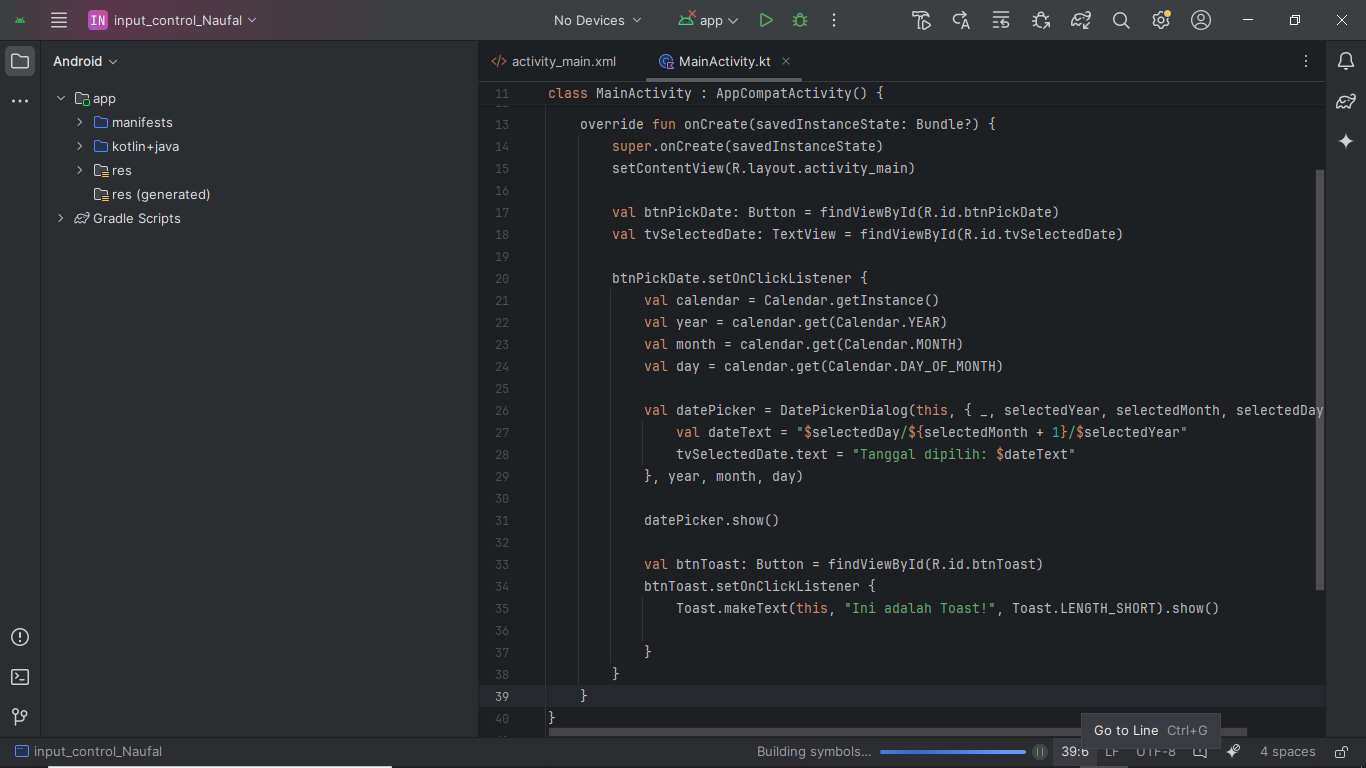 IN input_control_Naufal
No Devices
app
Android
app
manifests
kotlin+java
res
res (generated)
Gradle Scripts
activity_main.xml
MainActivity.kt
11 class MainActivity : AppCompatActivity() {
13 override fun onCreate(savedInstanceState: Bundle?) {
14 super.onCreate(savedInstanceState)
15 setContentView(R.layout.activity_main)
16
17 val btnPickDate: Button = findViewById(R.id.btnPickDate)
18 val tvSelectedDate: TextView = findViewById(R.id.tvSelectedDate)
19
20 btnPickDate.setOnClickListener {
21 val calendar = Calendar.getInstance()
22 val year = calendar.get(Calendar.YEAR)
23 val month = calendar.get(Calendar.MONTH)
24 val day = calendar.get(Calendar.DAY_OF_MONTH)
25
26 val datePicker = DatePickerDialog(this, { _, selectedYear, selectedMonth, selectedDay
27 val dateText = "$selectedDay/${selectedMonth + 1}/$selectedYear"
28 tvSelectedDate.text = "Tanggal dipilih: $dateText"
29 }, year, month, day)
30
31 datePicker.show()
32
33 val btnToast: Button = findViewById(R.id.btnToast)
34 btnToast.setOnClickListener {
35 Toast.makeText(this, "Ini adalah Toast!", Toast.LENGTH_SHORT).show()
36
37 }
38 }
39 }
40 }
Go to Line Ctrl+G
input_control_Naufal
Building symbols...
39:6
LF
UTF-8
4 spaces